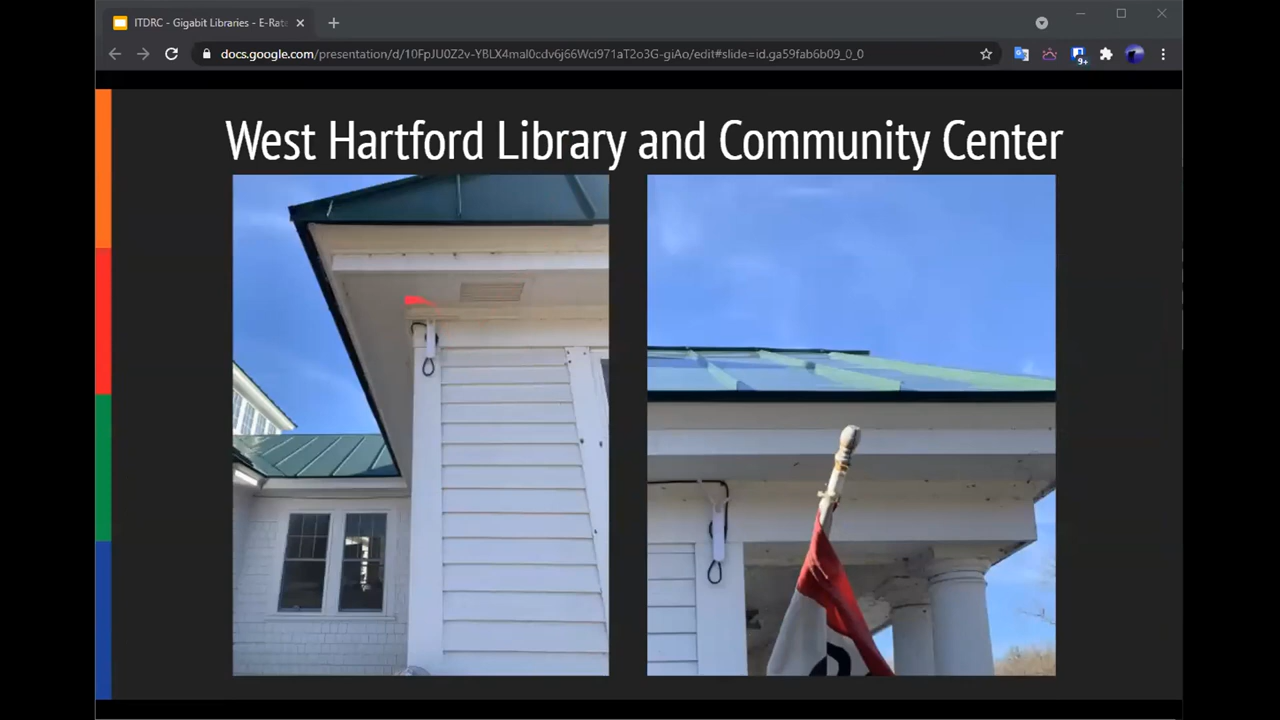 ITDRC - Gigabit Libraries - E-Rat
docs.google.com/presentation/d/10FpJU0Z2v-YBLX4mal0cdv6j66Wci971aT2o3G-giAo/edit#slide=id.ga59fab6b09_0_0
9+
West Hartford Library and Community Center